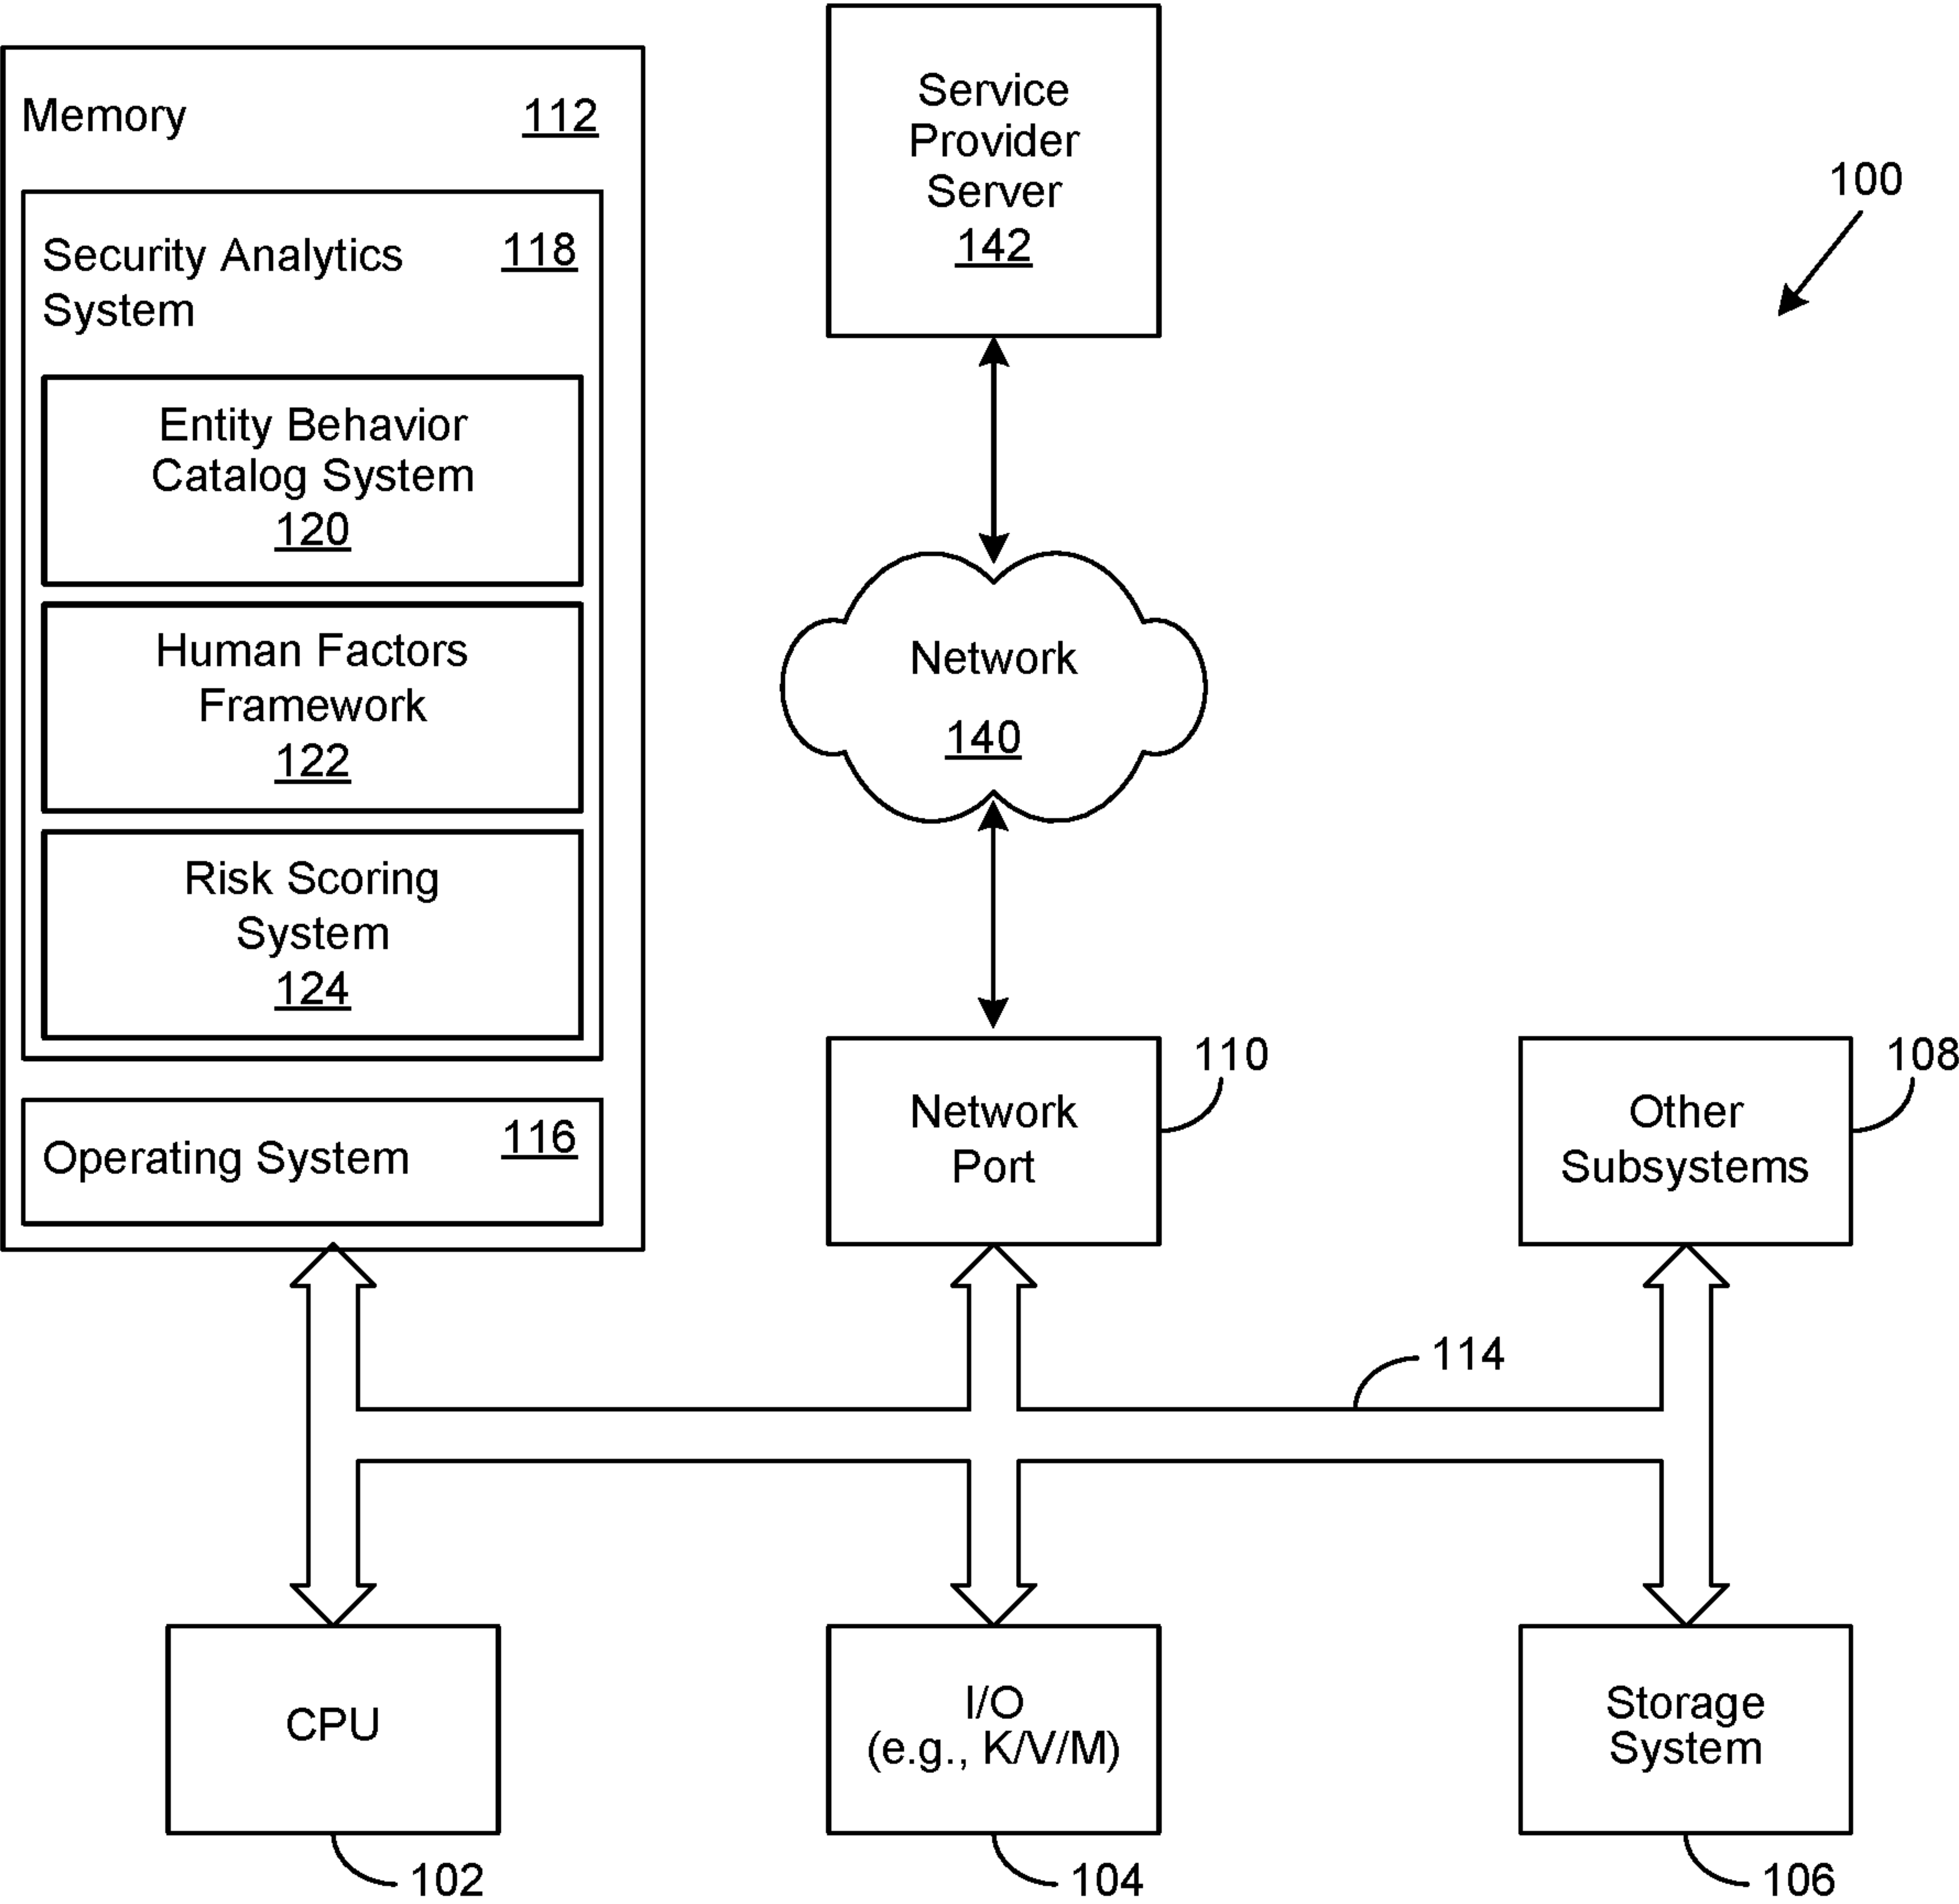 Memory 112
Security Analytics 118
System
Entity Behavior
Catalog System
120
Human Factors
Framework
122
Risk Scoring
System
124
Operating System 116
Service
Provider
Server
142
100
Network
140
Network
Port
110
Other
Subsystems
108
114
CPU
102
I/O
(e.g., K/V/M)
104
Storage
System
106